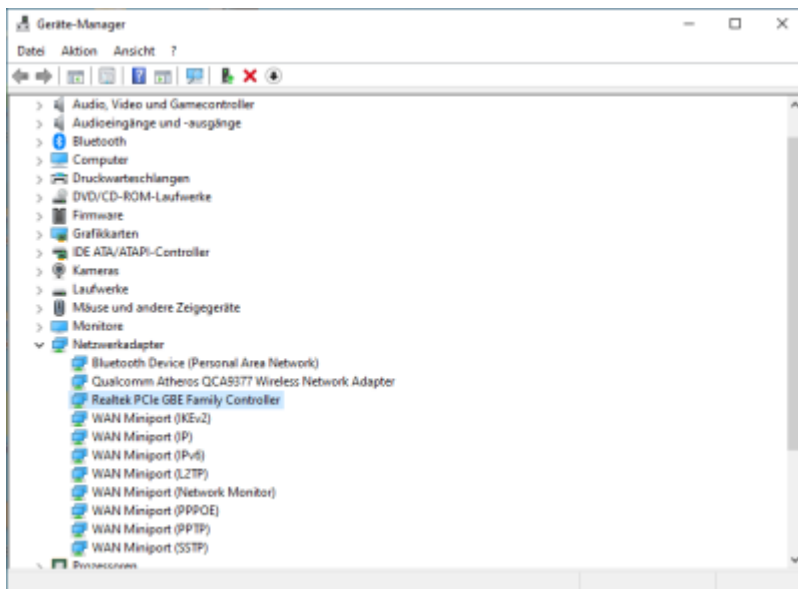 Geräte-Manager
Datei Aktion Ansicht ?
Audio, Video und Gamecontroller
Audioeingänge und -ausgänge
Bluetooth
Computer
Druckwarteschlangen
DVD/CD-ROM-Laufwerke
Firmware
Grafikkarten
IDE ATA/ATAPI-Controller
Kameras
Laufwerke
Mäuse und andere Zeigegeräte
Monitore
Netzwerkadapter
Bluetooth Device (Personal Area Network)
Qualcomm Atheros QCA9377 Wireless Network Adapter
Realtek PCIe GBE Family Controller
WAN Miniport (IKEv2)
WAN Miniport (IP)
WAN Miniport (IPv6)
WAN Miniport (L2TP)
WAN Miniport (Network Monitor)
WAN Miniport (PPPOE)
WAN Miniport (PPTP)
WAN Miniport (SSTP)
Prozessoren